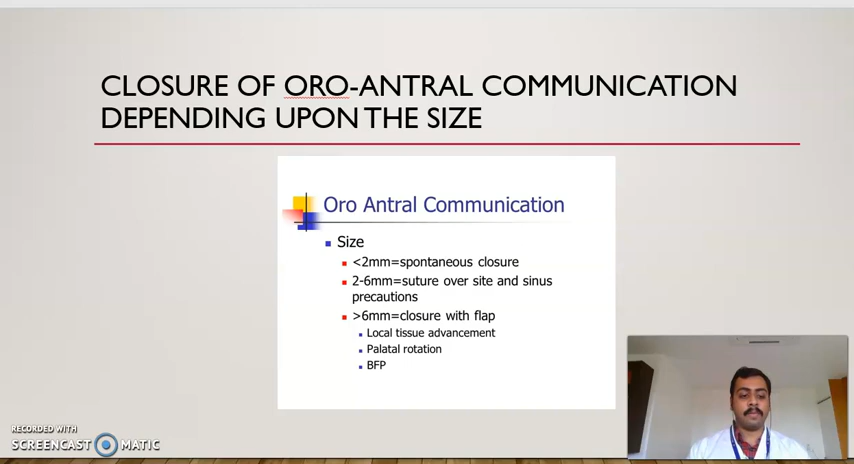 CLOSURE OF ORO-ANTRAL COMMUNICATION
DEPENDING UPON THE SIZE
Oro Antral Communication
Size
<2mm=spontaneous closure
2-6mm=suture over site and sinus
precautions
>6mm=closure with flap
Local tissue advancement
Palatal rotation
BFP
RECORDED WITH
SCREENCAST MATIC